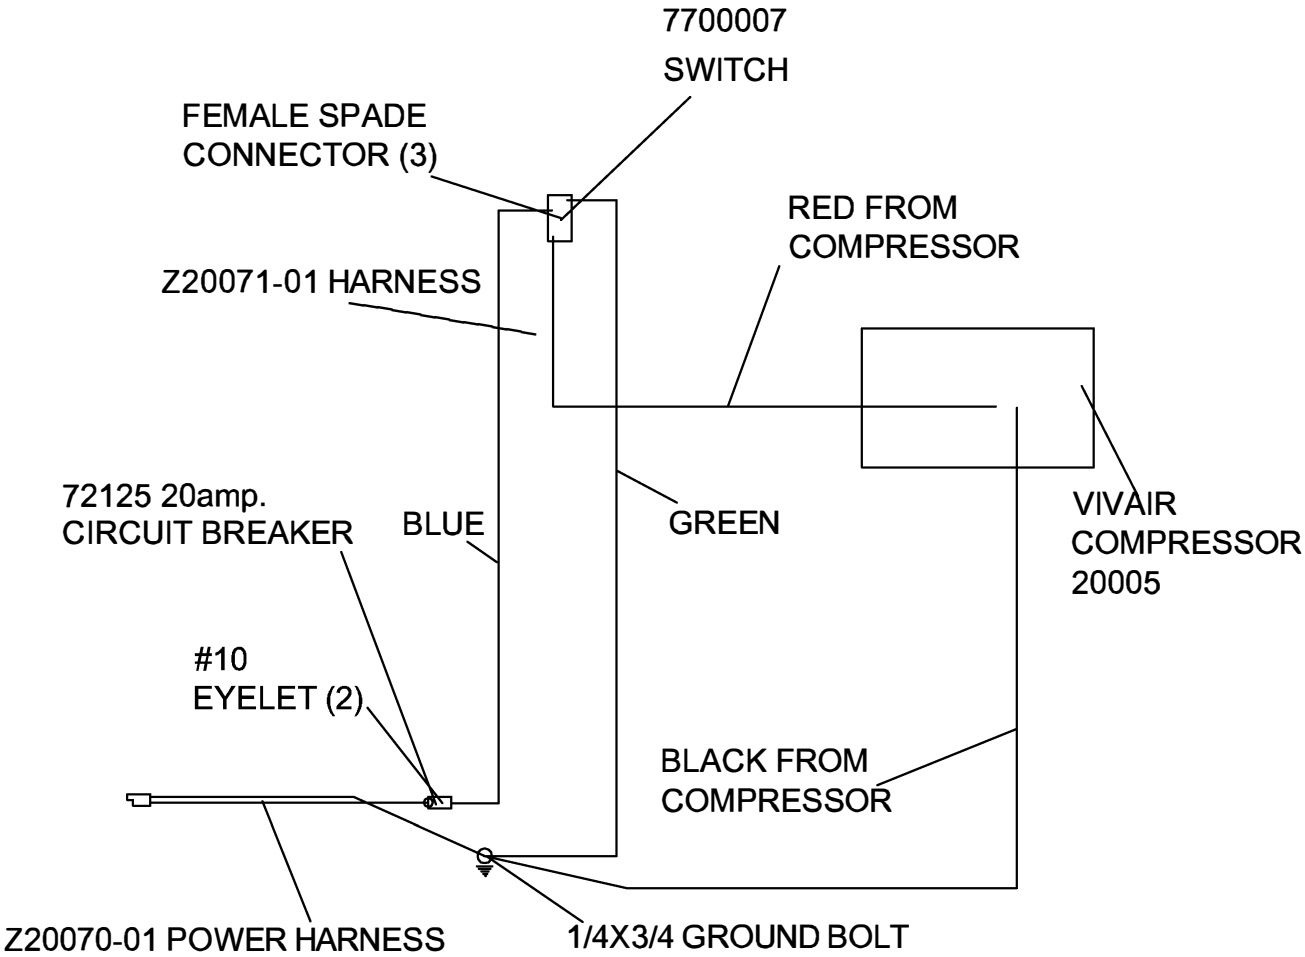 7700007
SWITCH
FEMALE SPADE
CONNECTOR (3)
RED FROM
COMPRESSOR
Z20071-01 HARNESS
72125 20amp.
CIRCUIT BREAKER
BLUE
GREEN
VIVAIR
COMPRESSOR
20005
#10
EYELET (2)
BLACK FROM
COMPRESSOR
Z20070-01 POWER HARNESS
1/4X3/4 GROUND BOLT